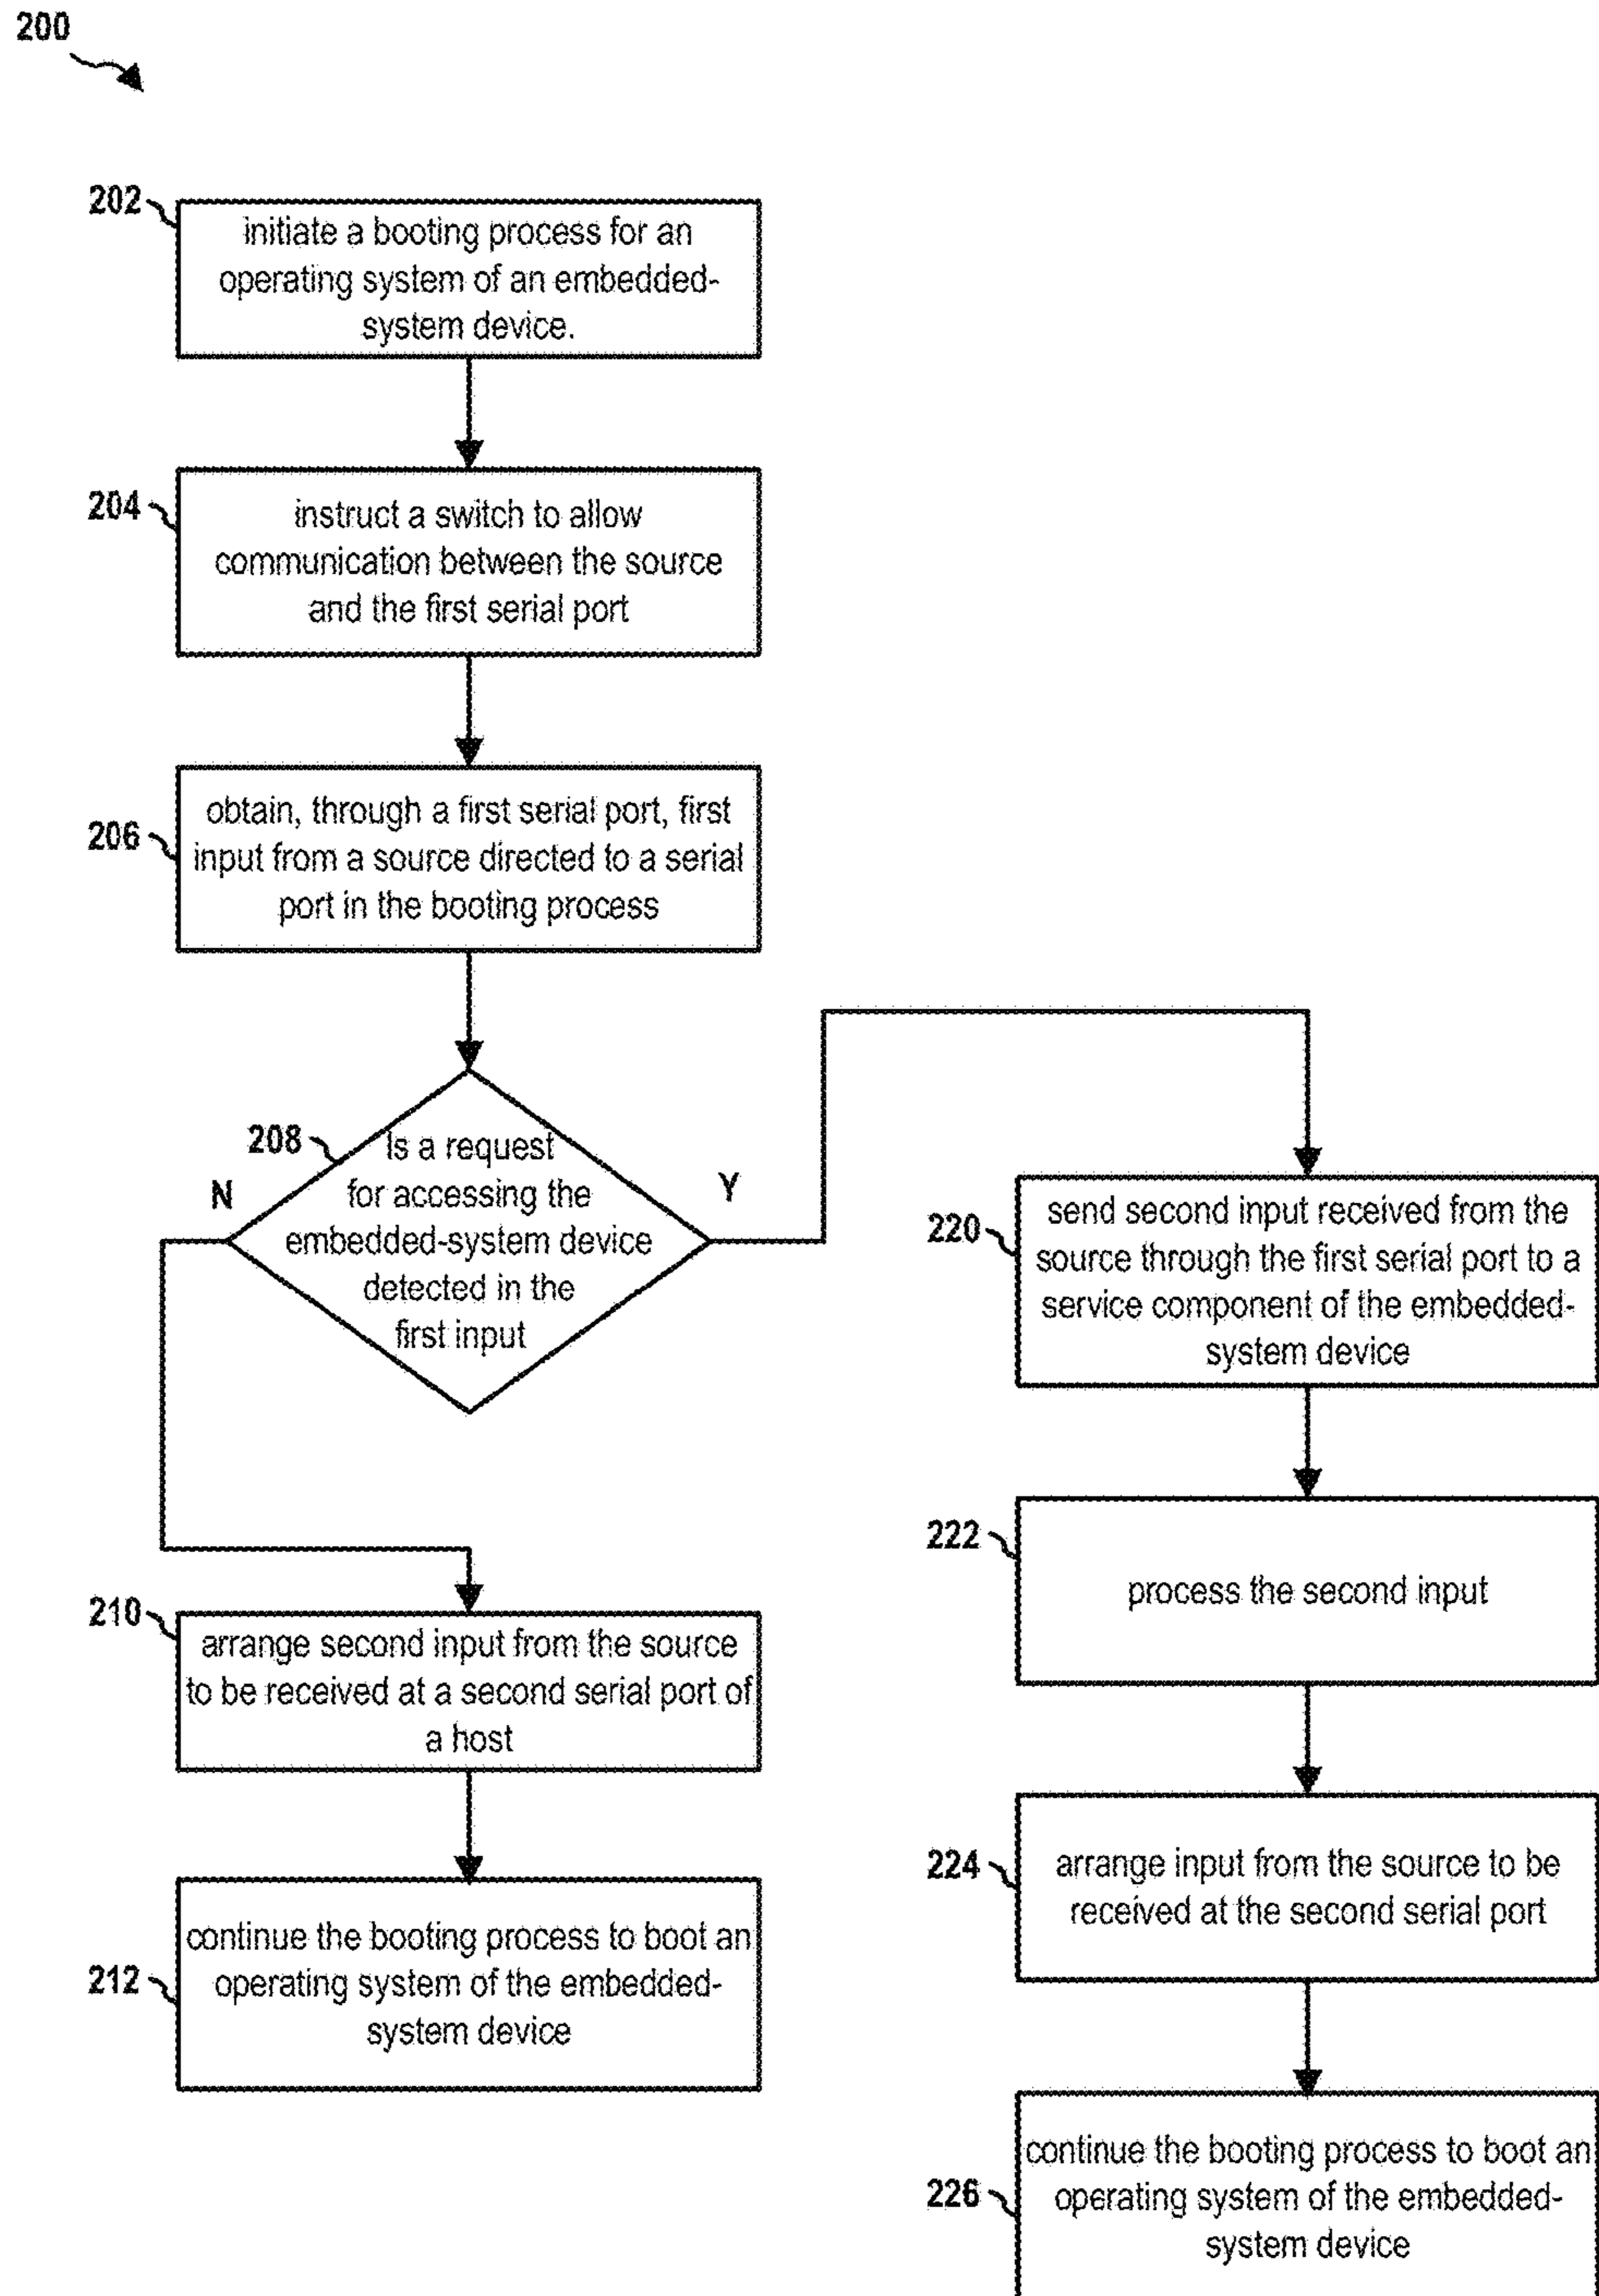 200
202
initiate a booting process for an
operating system of an embedded-
system device.
204
instruct a switch to allow
communication between the source
and the first serial port
206
obtain, through a first serial port, first
input from a source directed to a serial
port in the booting process
208
Is a request
for accessing the
embedded-system device
detected in the
first input
N
Y
210
arrange second input from the source
to be received at a second serial port of
a host
212
continue the booting process to boot an
operating system of the embedded-
system device
220
send second input received from the
source through the first serial port to a
service component of the embedded-
system device
222
process the second input
224
arrange input from the source to be
received at the second serial port
226
continue the booting process to boot an
operating system of the embedded-
system device